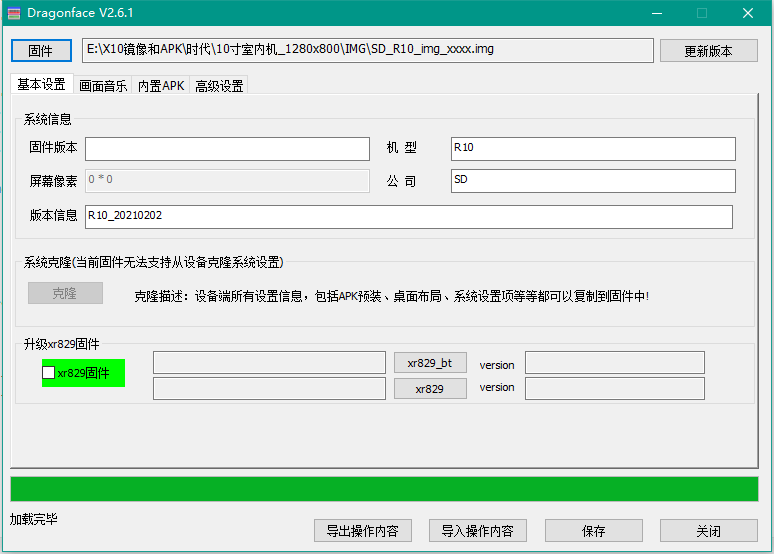 Dragonface V2.6.1
固件 E:\X10镜像和APK\时代\10寸室内机_1280x800\IMG\SD_R10_img_xxxx.img 更新版本
基本设置 画面音乐 内置APK 高级设置
系统信息
固件版本 机 型 R10
屏幕像素 0 * 0 公 司 SD
版本信息 R10_20210202
系统克隆(当前固件无法支持从设备克隆系统设置)
克隆 克隆描述：设备端所有设置信息，包括APK预装、桌面布局、系统设置项等等都可以复制到固件中!
升级xr829固件
xr829固件 xr829_bt version
xr829 version
加载完毕
导出操作内容 导入操作内容 保存 关闭